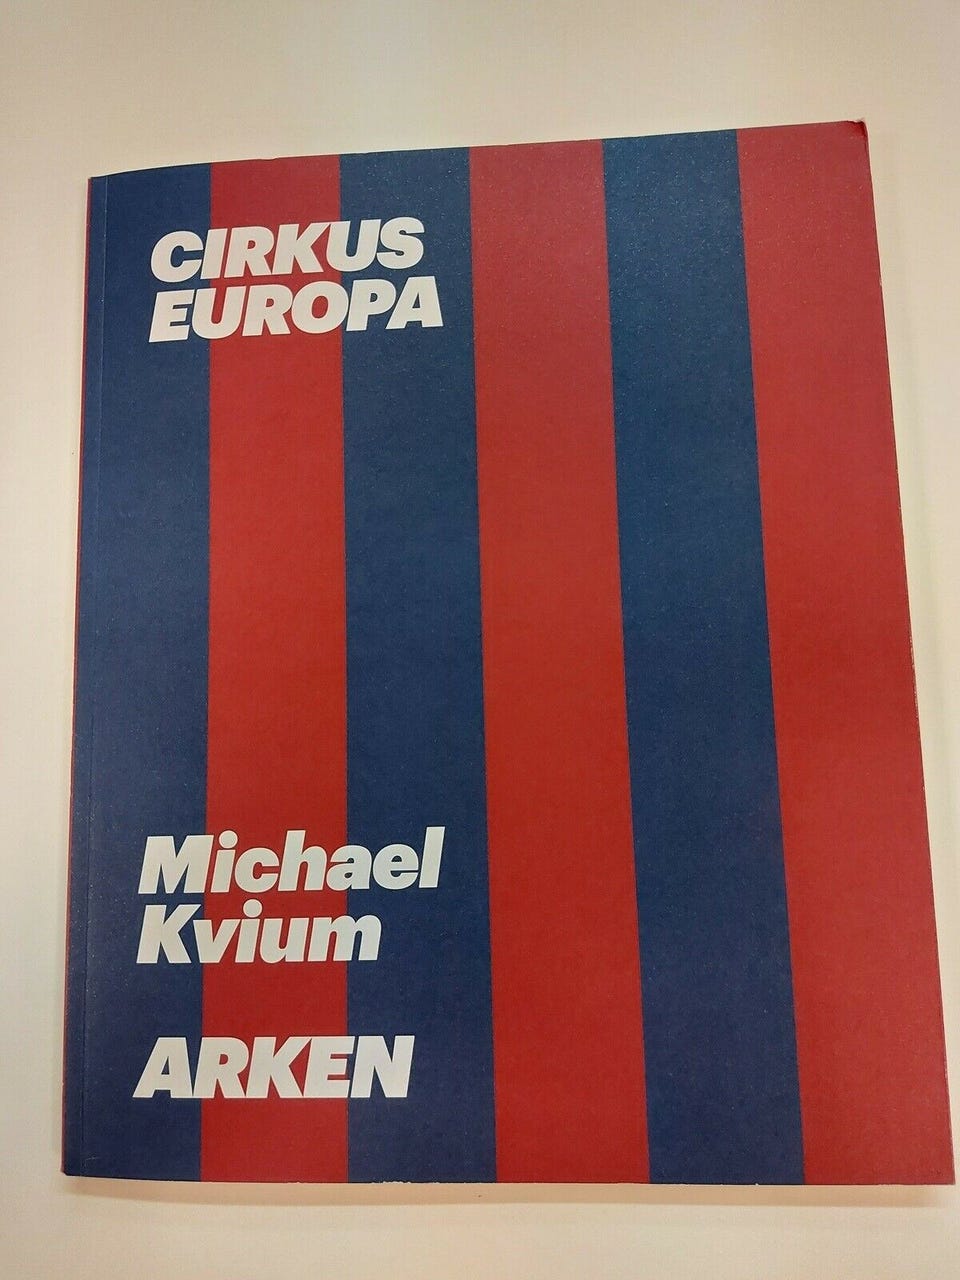 CIRKUS
EUROPA
Michael
Kvium
ARKEN